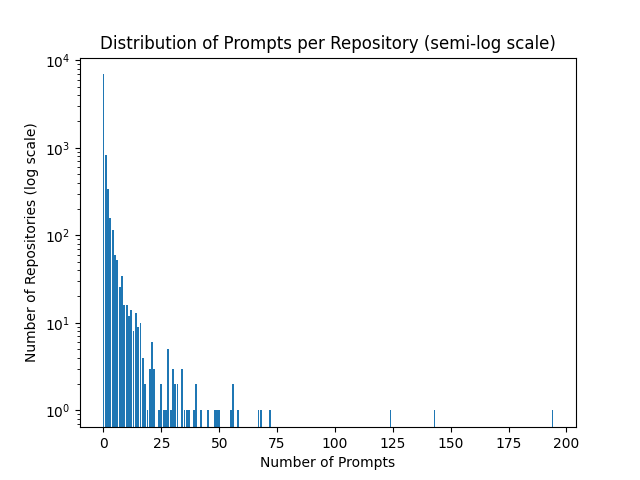 Distribution of Prompts per Repository (semi-log scale)
Number of Repositories (log scale)
10⁴
10³
10²
10¹
10⁰
0 25 50 75 100 125 150 175 200
Number of Prompts